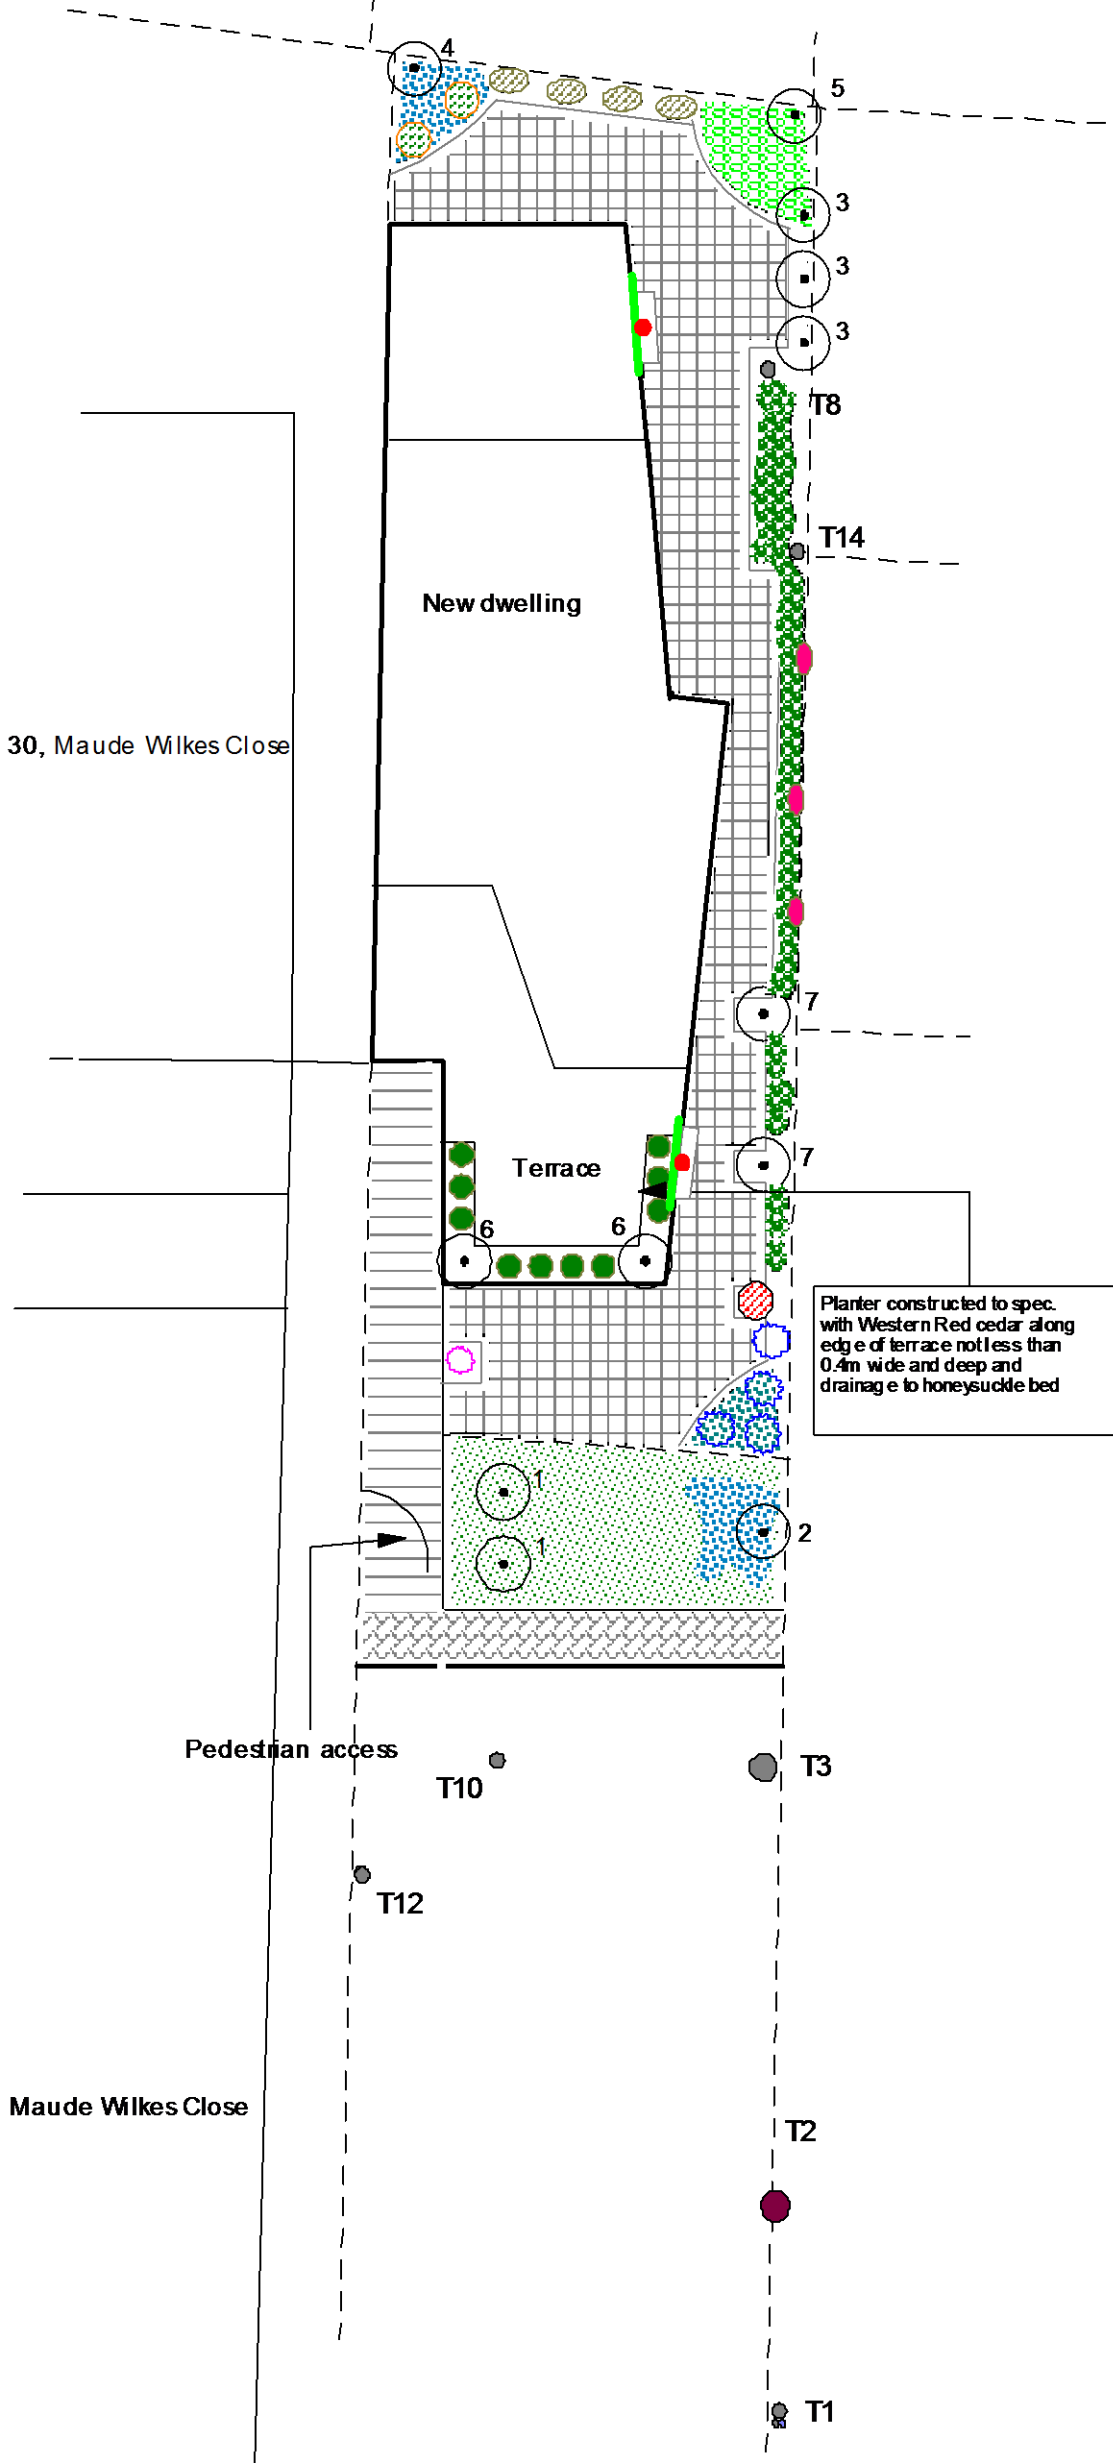 4
5
3
3
3
T8
T14
New dwelling
30, Maude Wilkes Close
7
Terrace
7
6
6
Planter constructed to spec.
with Western Red cedar along
edge of terrace not less than
0.4m wide and deep and
drainage to honeysuckle bed
1
2
1
Pedestrian access
T10
T3
T12
Maude Wilkes Close
T2
T1